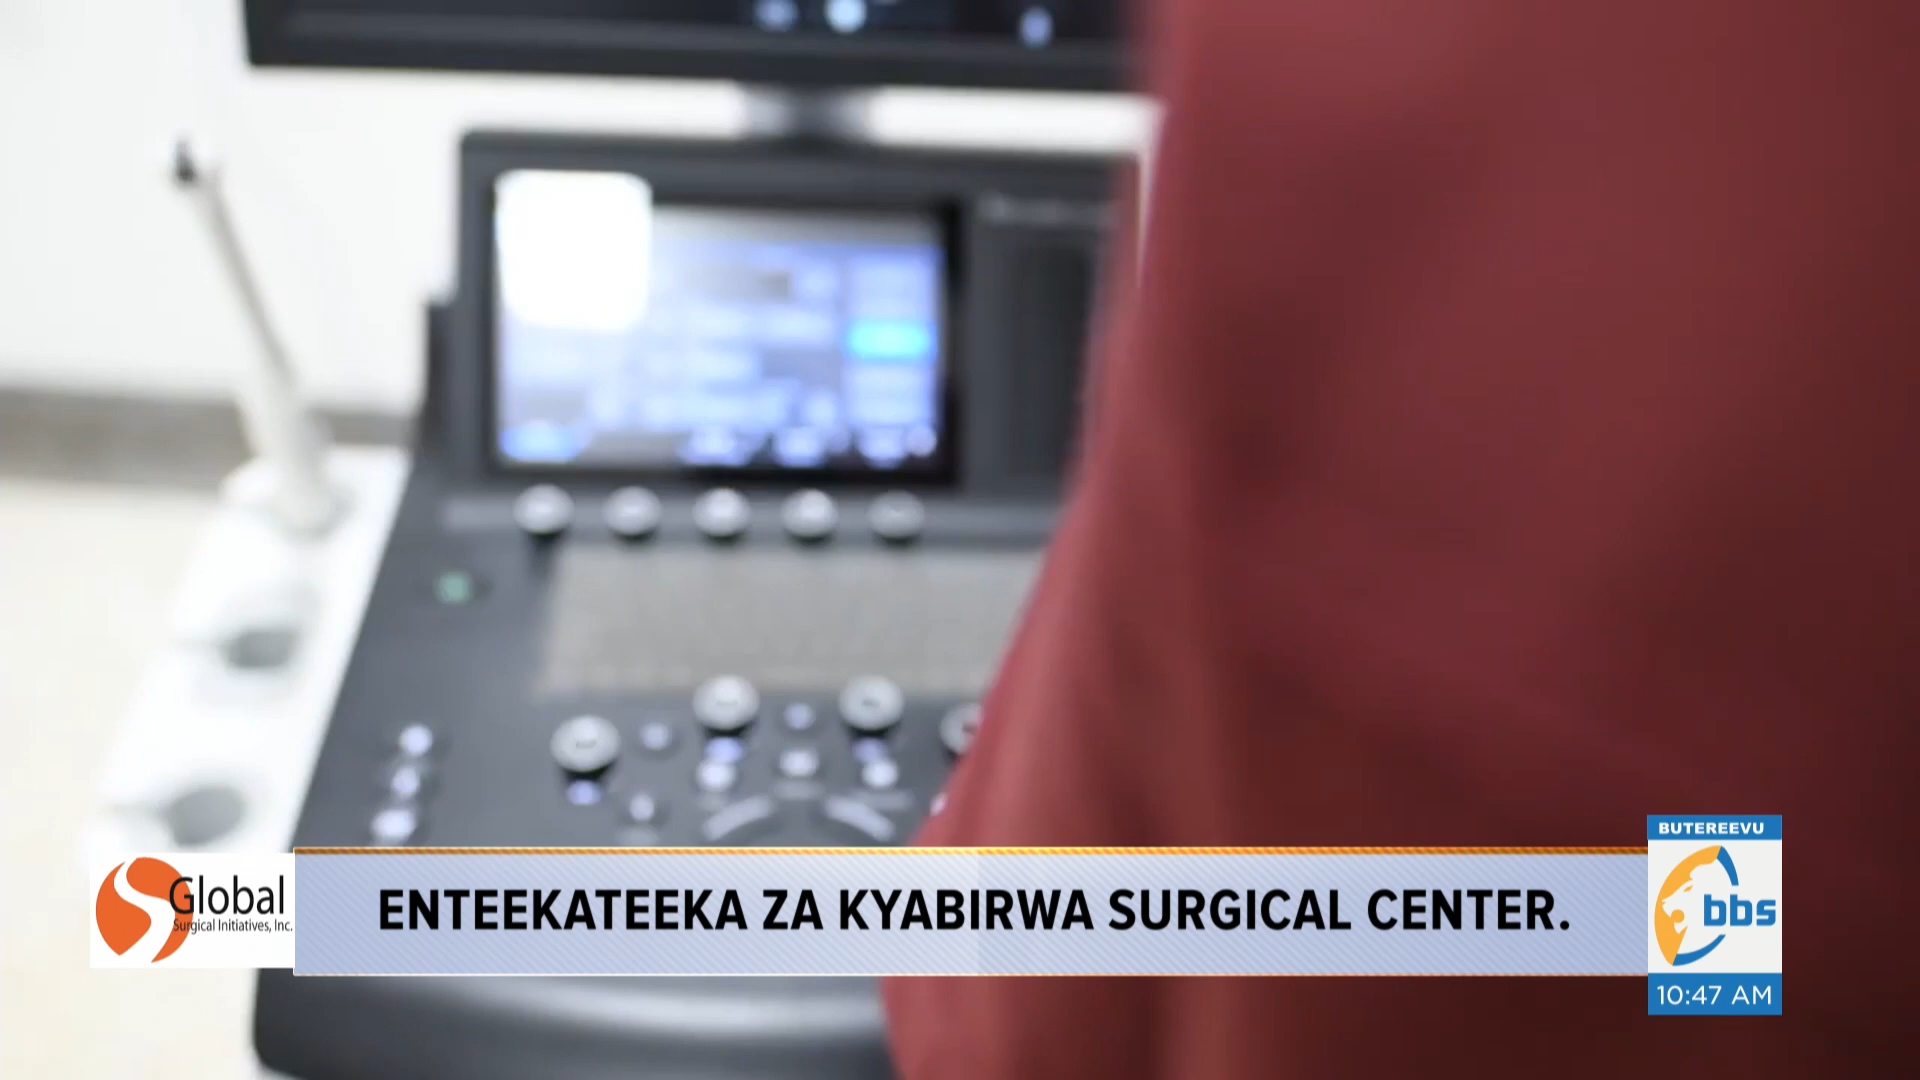 Global
Surgical Initiatives, Inc.
ENTEEKATEEKA ZA KYABIRWA SURGICAL CENTER.
BUTEREEVU
bbs
10:47 AM